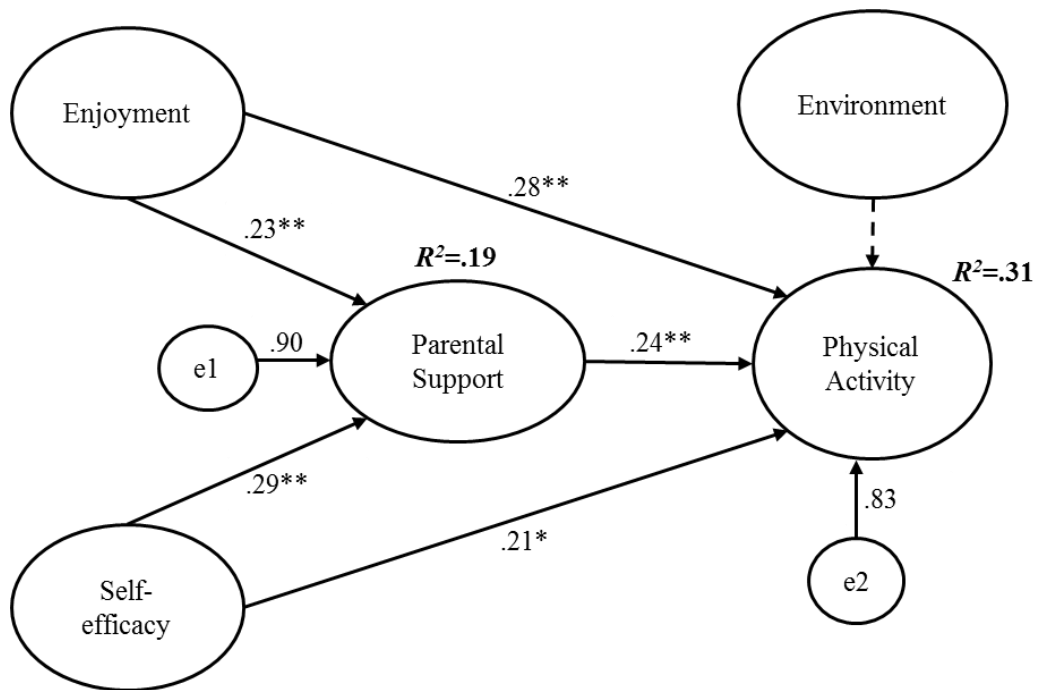 Enjoyment
Environment
.28**
.23**
R²=.19
R²=.31
.90
e1
Parental
Support
.24**
Physical
Activity
.29**
.21*
.83
Self-
efficacy
e2